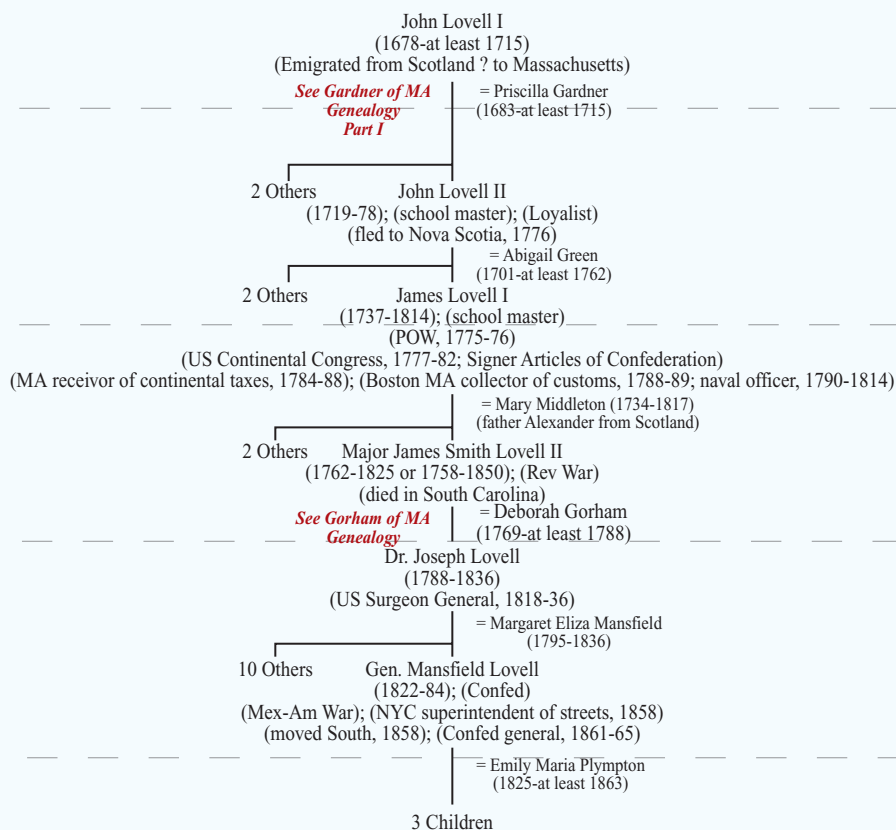 John Lovell I
(1678-at least 1715)
(Emigrated from Scotland ? to Massachusetts)
See Gardner of MA
Genealogy
Part I
= Priscilla Gardner
(1683-at least 1715)
2 Others
John Lovell II
(1719-78); (school master); (Loyalist)
(fled to Nova Scotia, 1776)
= Abigail Green
(1701-at least 1762)
2 Others
James Lovell I
(1737-1814); (school master)
(POW, 1775-76)
(US Continental Congress, 1777-82; Signer Articles of Confederation)
(MA receivor of continental taxes, 1784-88); (Boston MA collector of customs, 1788-89; naval officer, 1790-1814)
= Mary Middleton (1734-1817)
(father Alexander from Scotland)
2 Others
Major James Smith Lovell II
(1762-1825 or 1758-1850); (Rev War)
(died in South Carolina)
See Gorham of MA
Genealogy
= Deborah Gorham
(1769-at least 1788)
Dr. Joseph Lovell
(1788-1836)
(US Surgeon General, 1818-36)
= Margaret Eliza Mansfield
(1795-1836)
10 Others
Gen. Mansfield Lovell
(1822-84); (Confed)
(Mex-Am War); (NYC superintendent of streets, 1858)
(moved South, 1858); (Confed general, 1861-65)
= Emily Maria Plympton
(1825-at least 1863)
3 Children